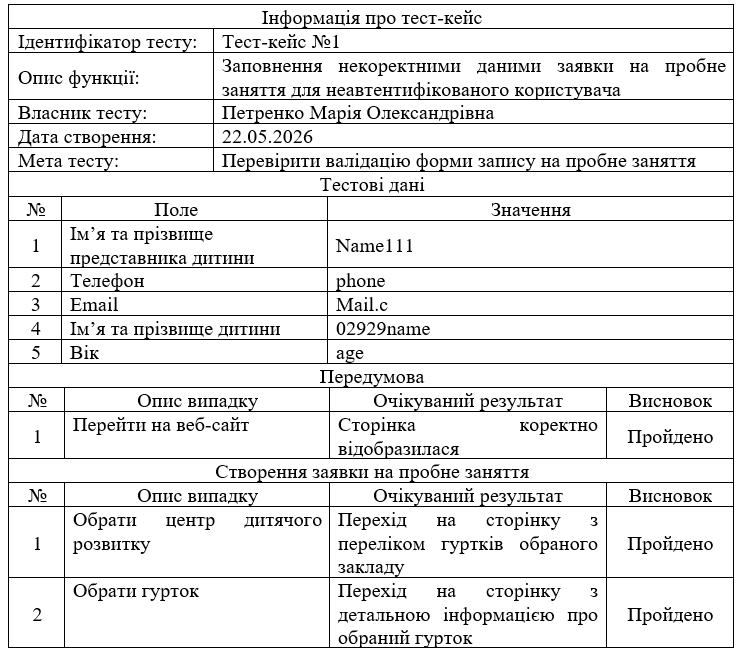 Інформація про тест-кейс
Ідентифікатор тесту: Тест-кейс №1
Опис функції: Заповнення некоректними даними заявки на пробне
заняття для неавтентифікованого користувача
Власник тесту: Петренко Марія Олександрівна
Дата створення: 22.05.2026
Мета тесту: Перевірити валідацію форми запису на пробне заняття
Тестові дані
№ Поле Значення
1 Ім’я та прізвище
представника дитини Name111
2 Телефон phone
3 Email Mail.c
4 Ім’я та прізвище дитини 02929name
5 Вік age
Передумова
№ Опис випадку Очікуваний результат Висновок
1 Перейти на веб-сайт Сторінка коректно
відобразилася Пройдено
Створення заявки на пробне заняття
№ Опис випадку Очікуваний результат Висновок
1 Обрати центр дитячого
розвитку Перехід на сторінку з
переліком гуртків обраного
закладу Пройдено
2 Обрати гурток Перехід на сторінку з
детальною інформацією про
обраний гурток Пройдено